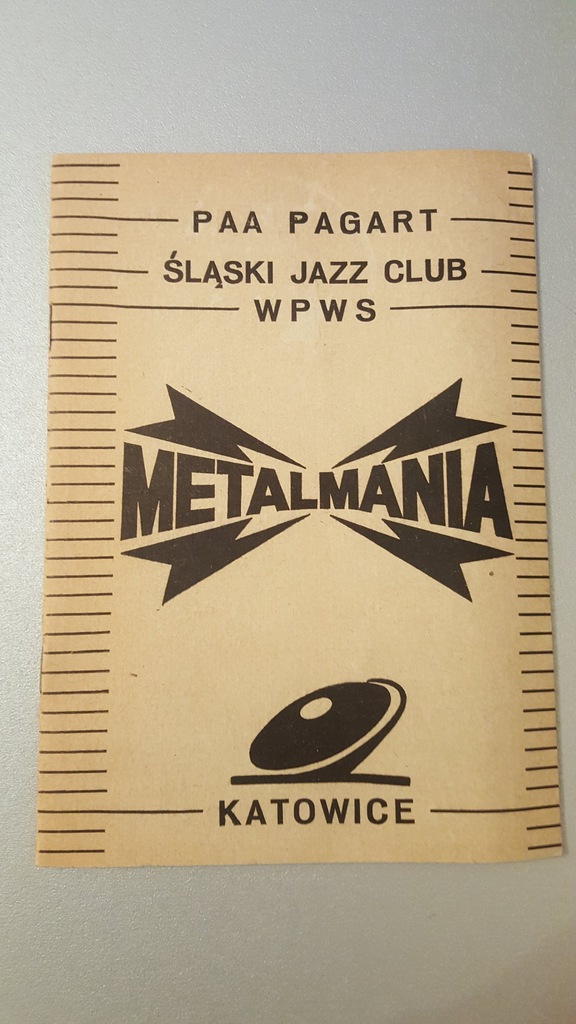 PAA PAGART
ŚLĄSKI JAZZ CLUB
WPWS
METALMANIA
KATOWICE